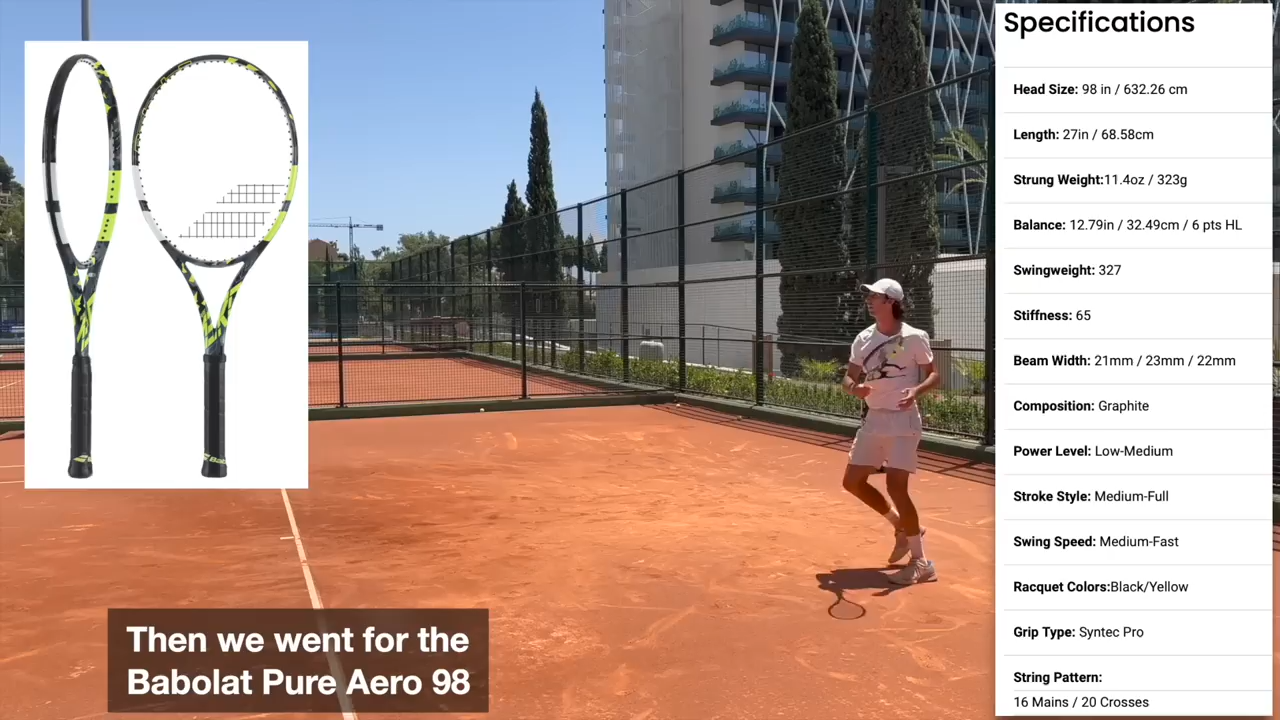 Specifications
Head Size: 98 in / 632.26 cm
Length: 27in / 68.58cm
Strung Weight:11.4oz / 323g
Balance: 12.79in / 32.49cm / 6 pts HL
Swingweight: 327
Stiffness: 65
Beam Width: 21mm / 23mm / 22mm
Composition: Graphite
Power Level: Low-Medium
Stroke Style: Medium-Full
Swing Speed: Medium-Fast
Racquet Colors:Black/Yellow
Grip Type: Syntec Pro
String Pattern:
16 Mains / 20 Crosses
Then we went for the
Babolat Pure Aero 98